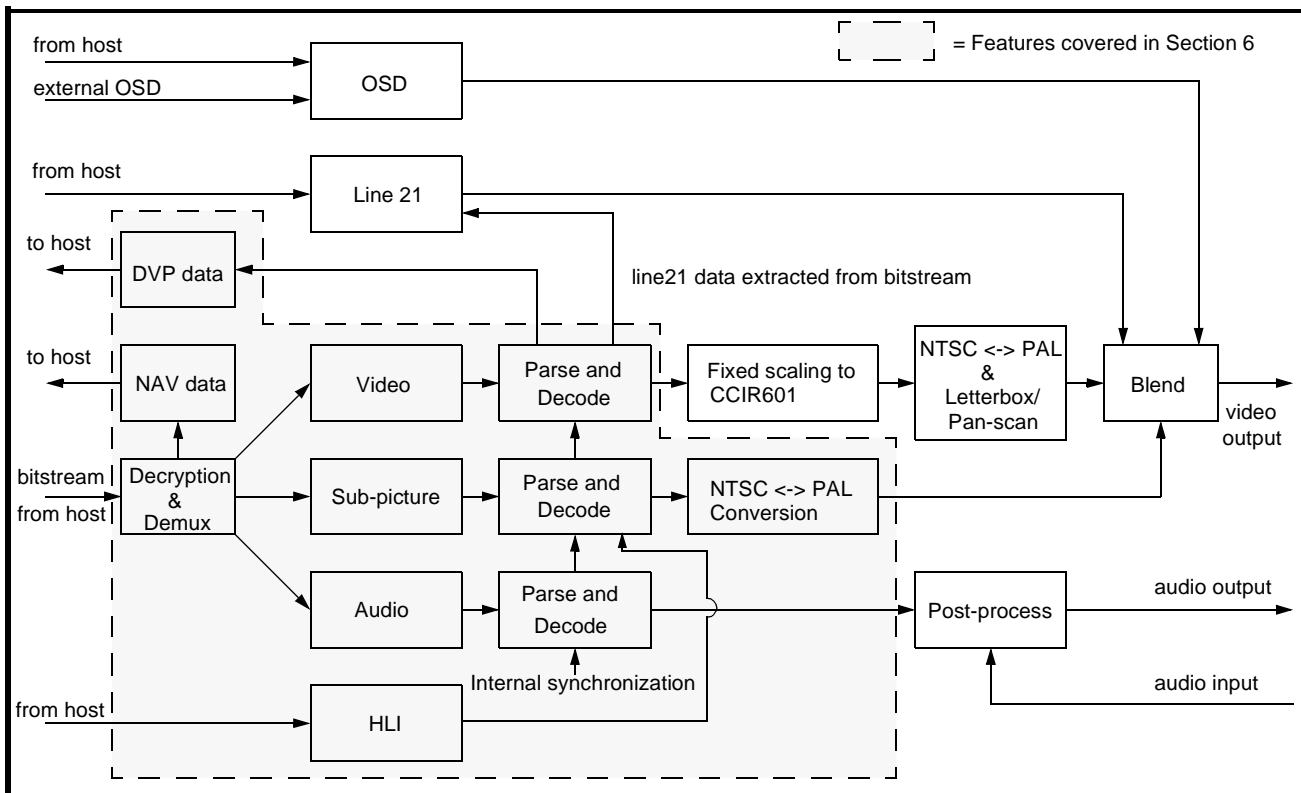 from host
external OSD
OSD
= Features covered in Section 6
from host
Line 21
to host
DVP data
line21 data extracted from bitstream
to host
NAV data
Video
Parse and
Decode
Fixed scaling to
CCIR601
NTSC <-> PAL
&
Letterbox/
Pan-scan
Blend
video
output
bitstream
from host
Decryption
&
Demux
Sub-picture
Parse and
Decode
NTSC <-> PAL
Conversion
Audio
Parse and
Decode
Post-process
audio output
Internal synchronization
audio input
from host
HLI